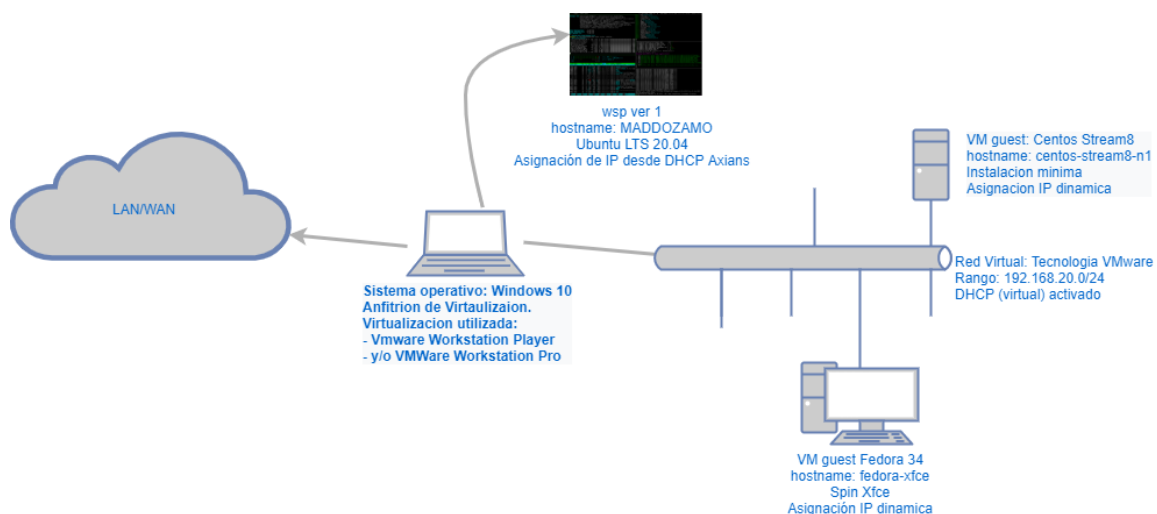 wsp ver 1
hostname: MADDOZAMO
Ubuntu LTS 20.04
Asignación de IP desde DHCP Axians
VM guest: Centos Stream8
hostname: centos-stream8-n1
Instalacion minima
Asignacion IP dinamica
LAN/WAN
Red Virtual: Tecnologia VMware
Rango: 192.168.20.0/24
DHCP (virtual) activado
Sistema operativo: Windows 10
Anfitrion de Virtaulizaion.
Virtualizacion utilizada:
- Vmware Workstation Player
- y/o VMWare Workstation Pro
VM guest Fedora 34
hostname: fedora-xfce
Spin Xfce
Asignación IP dinamica